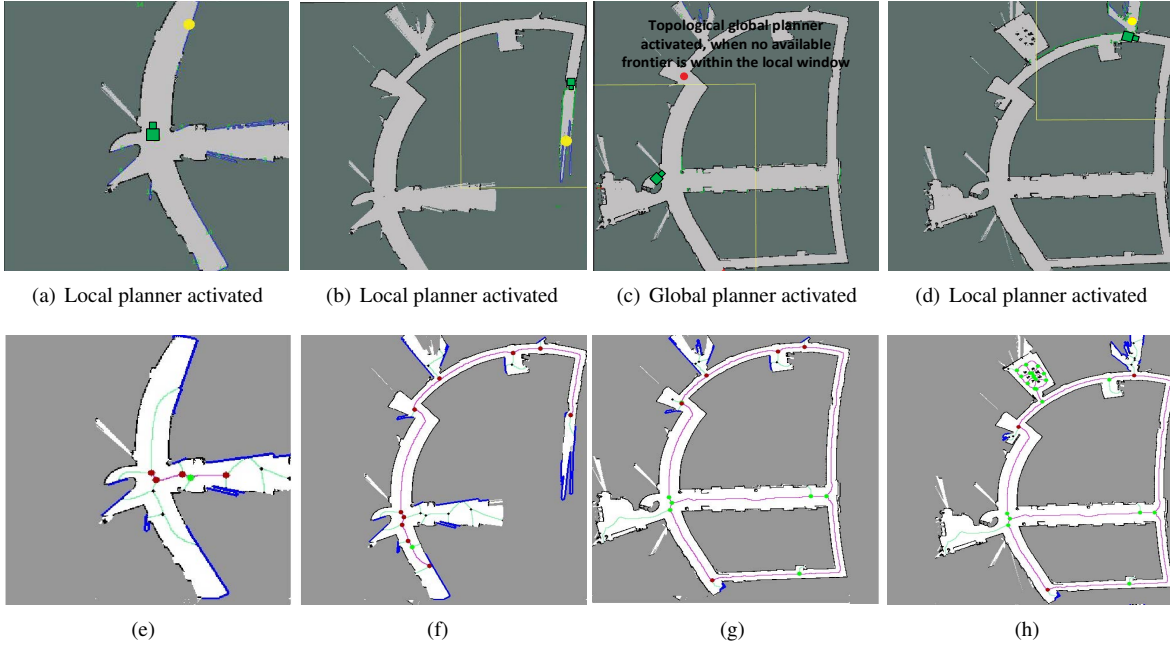 Topological global planner
activated, when no available
frontier is within the local window
(a) Local planner activated
(b) Local planner activated
(c) Global planner activated
(d) Local planner activated
(e)
(f)
(g)
(h)